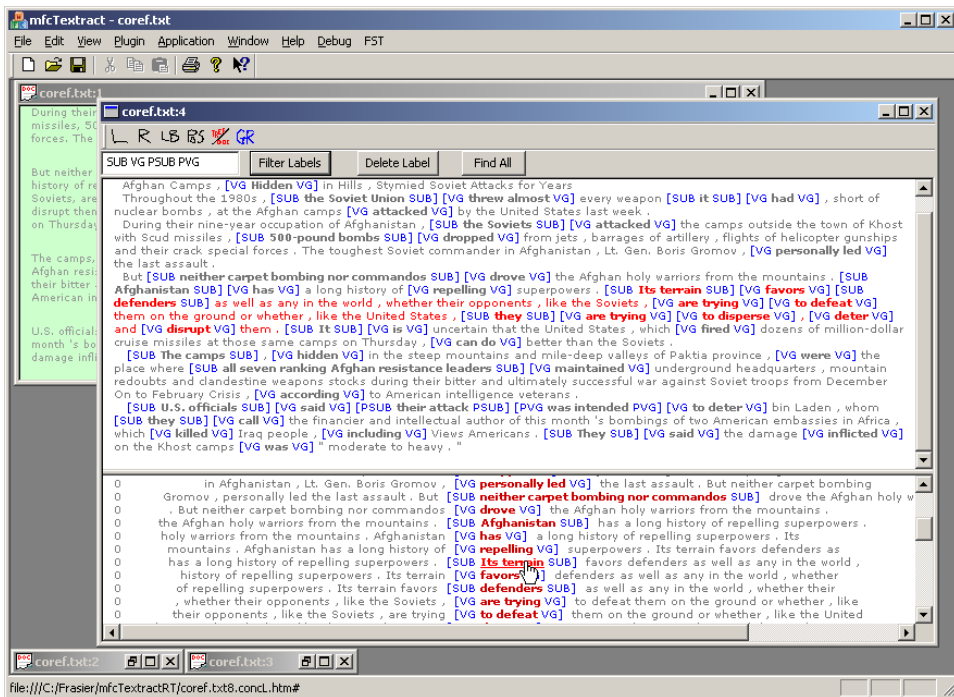 mfcTextract - coref.txt
File Edit View Plugin Application Window Help Debug FST
coref.txt:1
During their
missiles, 50
forces. The
But neither
history of re
Soviets, are
disrupt then
on Thursday
The camps,
Afghan resi
their bitter
American in
U.S. official
month 's bo
damage infli
coref.txt:4
L R LB RS GR
SUB VG PSUB PVG Filter Labels Delete Label Find All
Afghan Camps , [VG Hidden VG] in Hills , Stymied Soviet Attacks for Years
Throughout the 1980s , [SUB the Soviet Union SUB] [VG threw almost VG] every weapon [SUB it SUB] [VG had VG] , short of
nuclear bombs , at the Afghan camps [VG attacked VG] by the United States last week .
During their nine-year occupation of Afghanistan , [SUB the Soviets SUB] [VG attacked VG] the camps outside the town of Khost
with Scud missiles , [SUB 500-pound bombs SUB] [VG dropped VG] from jets , barrages of artillery , flights of helicopter gunships
and their crack special forces . The toughest Soviet commander in Afghanistan , Lt. Gen. Boris Gromov , [VG personally led VG]
the last assault .
But [SUB neither carpet bombing nor commandos SUB] [VG drove VG] the Afghan holy warriors from the mountains . [SUB
Afghanistan SUB] [VG has VG] a long history of [VG repelling VG] superpowers . [SUB Its terrain SUB] [VG favors VG] [SUB
defenders SUB] as well as any in the world , whether their opponents , like the Soviets , [VG are trying VG] [VG to defeat VG]
them on the ground or whether , like the United States , [SUB they SUB] [VG are trying VG] [VG to disperse VG] , [VG deter VG]
and [VG disrupt VG] them . [SUB It SUB] [VG is VG] uncertain that the United States , which [VG fired VG] dozens of million-dollar
cruise missiles at those same camps on Thursday , [VG can do VG] better than the Soviets .
[SUB The camps SUB] , [VG hidden VG] in the steep mountains and mile-deep valleys of Paktia province , [VG were VG] the
place where [SUB all seven ranking Afghan resistance leaders SUB] [VG maintained VG] underground headquarters , mountain
redoubts and clandestine weapons stocks during their bitter and ultimately successful war against Soviet troops from December
On to February Crisis , [VG according VG] to American intelligence veterans .
[SUB U.S. officials SUB] [VG said VG] [PSUB their attack PSUB] [PVG was intended PVG] [VG to deter VG] bin Laden , whom
[SUB they SUB] [VG call VG] the financier and intellectual author of this month 's bombings of two American embassies in Africa ,
which [VG killed VG] Iraq people , [VG including VG] Views Americans . [SUB They SUB] [VG said VG] the damage [VG inflicted VG]
on the Khost camps [VG was VG] " moderate to heavy . "
0 in Afghanistan , Lt. Gen. Boris Gromov , [VG personally led VG] the last assault . But neither carpet bombing
0 Gromov , personally led the last assault . But [SUB neither carpet bombing nor commandos SUB] drove the Afghan holy w
0 . But neither carpet bombing nor commandos [VG drove VG] the Afghan holy warriors from the mountains .
0 the Afghan holy warriors from the mountains . [SUB Afghanistan SUB] has a long history of repelling superpowers .
0 holy warriors from the mountains . Afghanistan [VG has VG] a long history of repelling superpowers . Its
0 mountains . Afghanistan has a long history of [VG repelling VG] superpowers . Its terrain favors defenders as
0 has a long history of repelling superpowers . [SUB Its terrain SUB] favors defenders as well as any in the world ,
0 history of repelling superpowers . Its terrain [VG favors VG] defenders as well as any in the world , whether
0 of repelling superpowers . Its terrain favors [SUB defenders SUB] as well as any in the world , whether their
0 , whether their opponents , like the Soviets , [VG are trying VG] to defeat them on the ground or whether , like
0 their opponents , like the Soviets , are trying [VG to defeat VG] them on the ground or whether , like the United
coref.txt:2 coref.txt:3
file:///C:/Frasier/mfcTextractRT/coref.txt8.concL.htm#